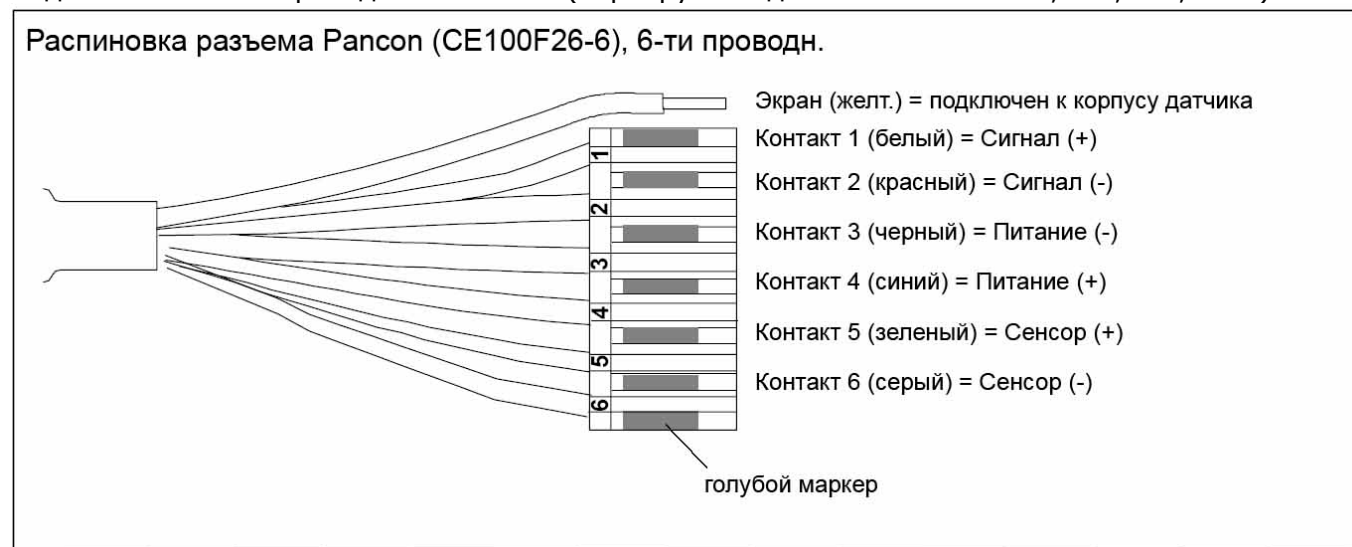 Распиновка разъема Pancon (CE100F26-6), 6-ти проводн.
Экран (желт.) = подключен к корпусу датчика
Контакт 1 (белый) = Сигнал (+)
Контакт 2 (красный) = Сигнал (-)
Контакт 3 (черный) = Питание (-)
Контакт 4 (синий) = Питание (+)
Контакт 5 (зеленый) = Сенсор (+)
Контакт 6 (серый) = Сенсор (-)
1
2
3
4
5
6
голубой маркер